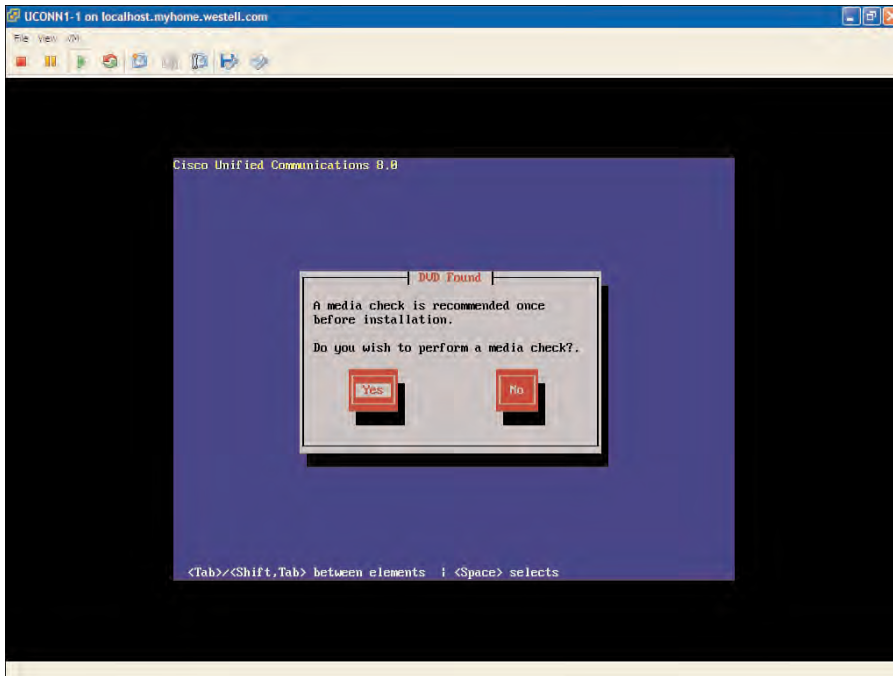 UCONN1-1 on localhost.myhome.westell.com
File View VM
Cisco Unified Communications 8.0
DVD Found
A media check is recommended once
before installation.
Do you wish to perform a media check?.
Yes No
<Tab>/<Shift,Tab> between elements | <Space> selects